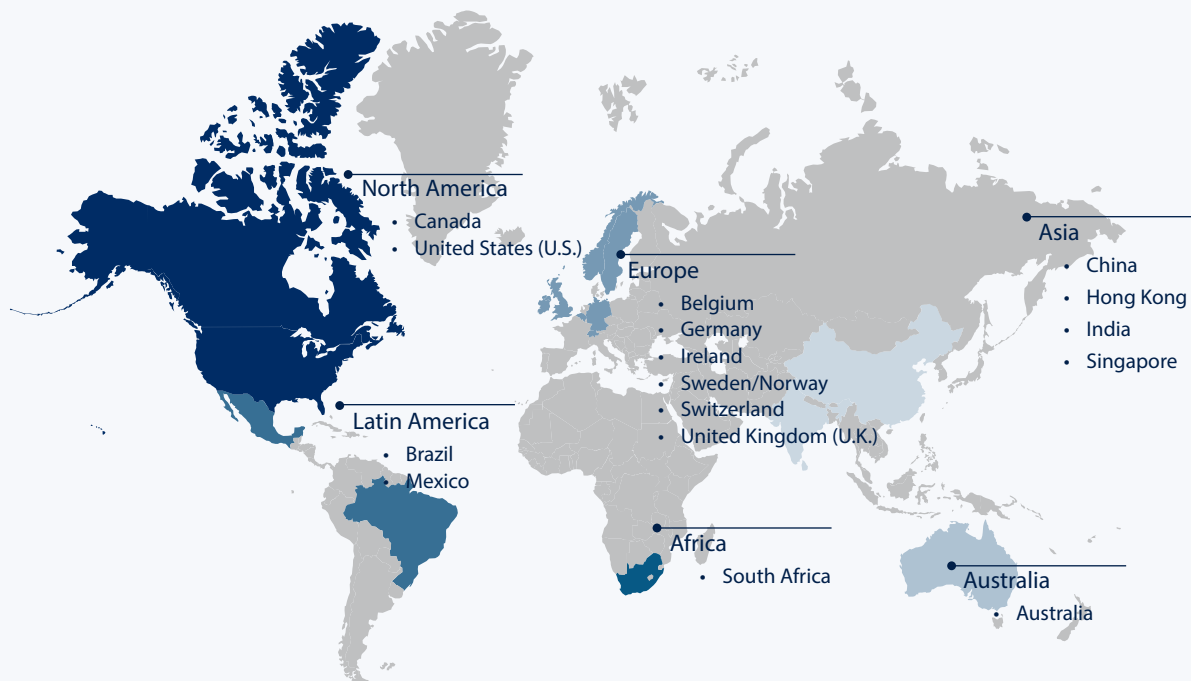 North America
• Canada
• United States (U.S.)
Europe
• Belgium
• Germany
• Ireland
• Sweden/Norway
• Switzerland
• United Kingdom (U.K.)
Asia
• China
• Hong Kong
• India
• Singapore
Latin America
• Brazil
• Mexico
Africa
• South Africa
Australia
• Australia